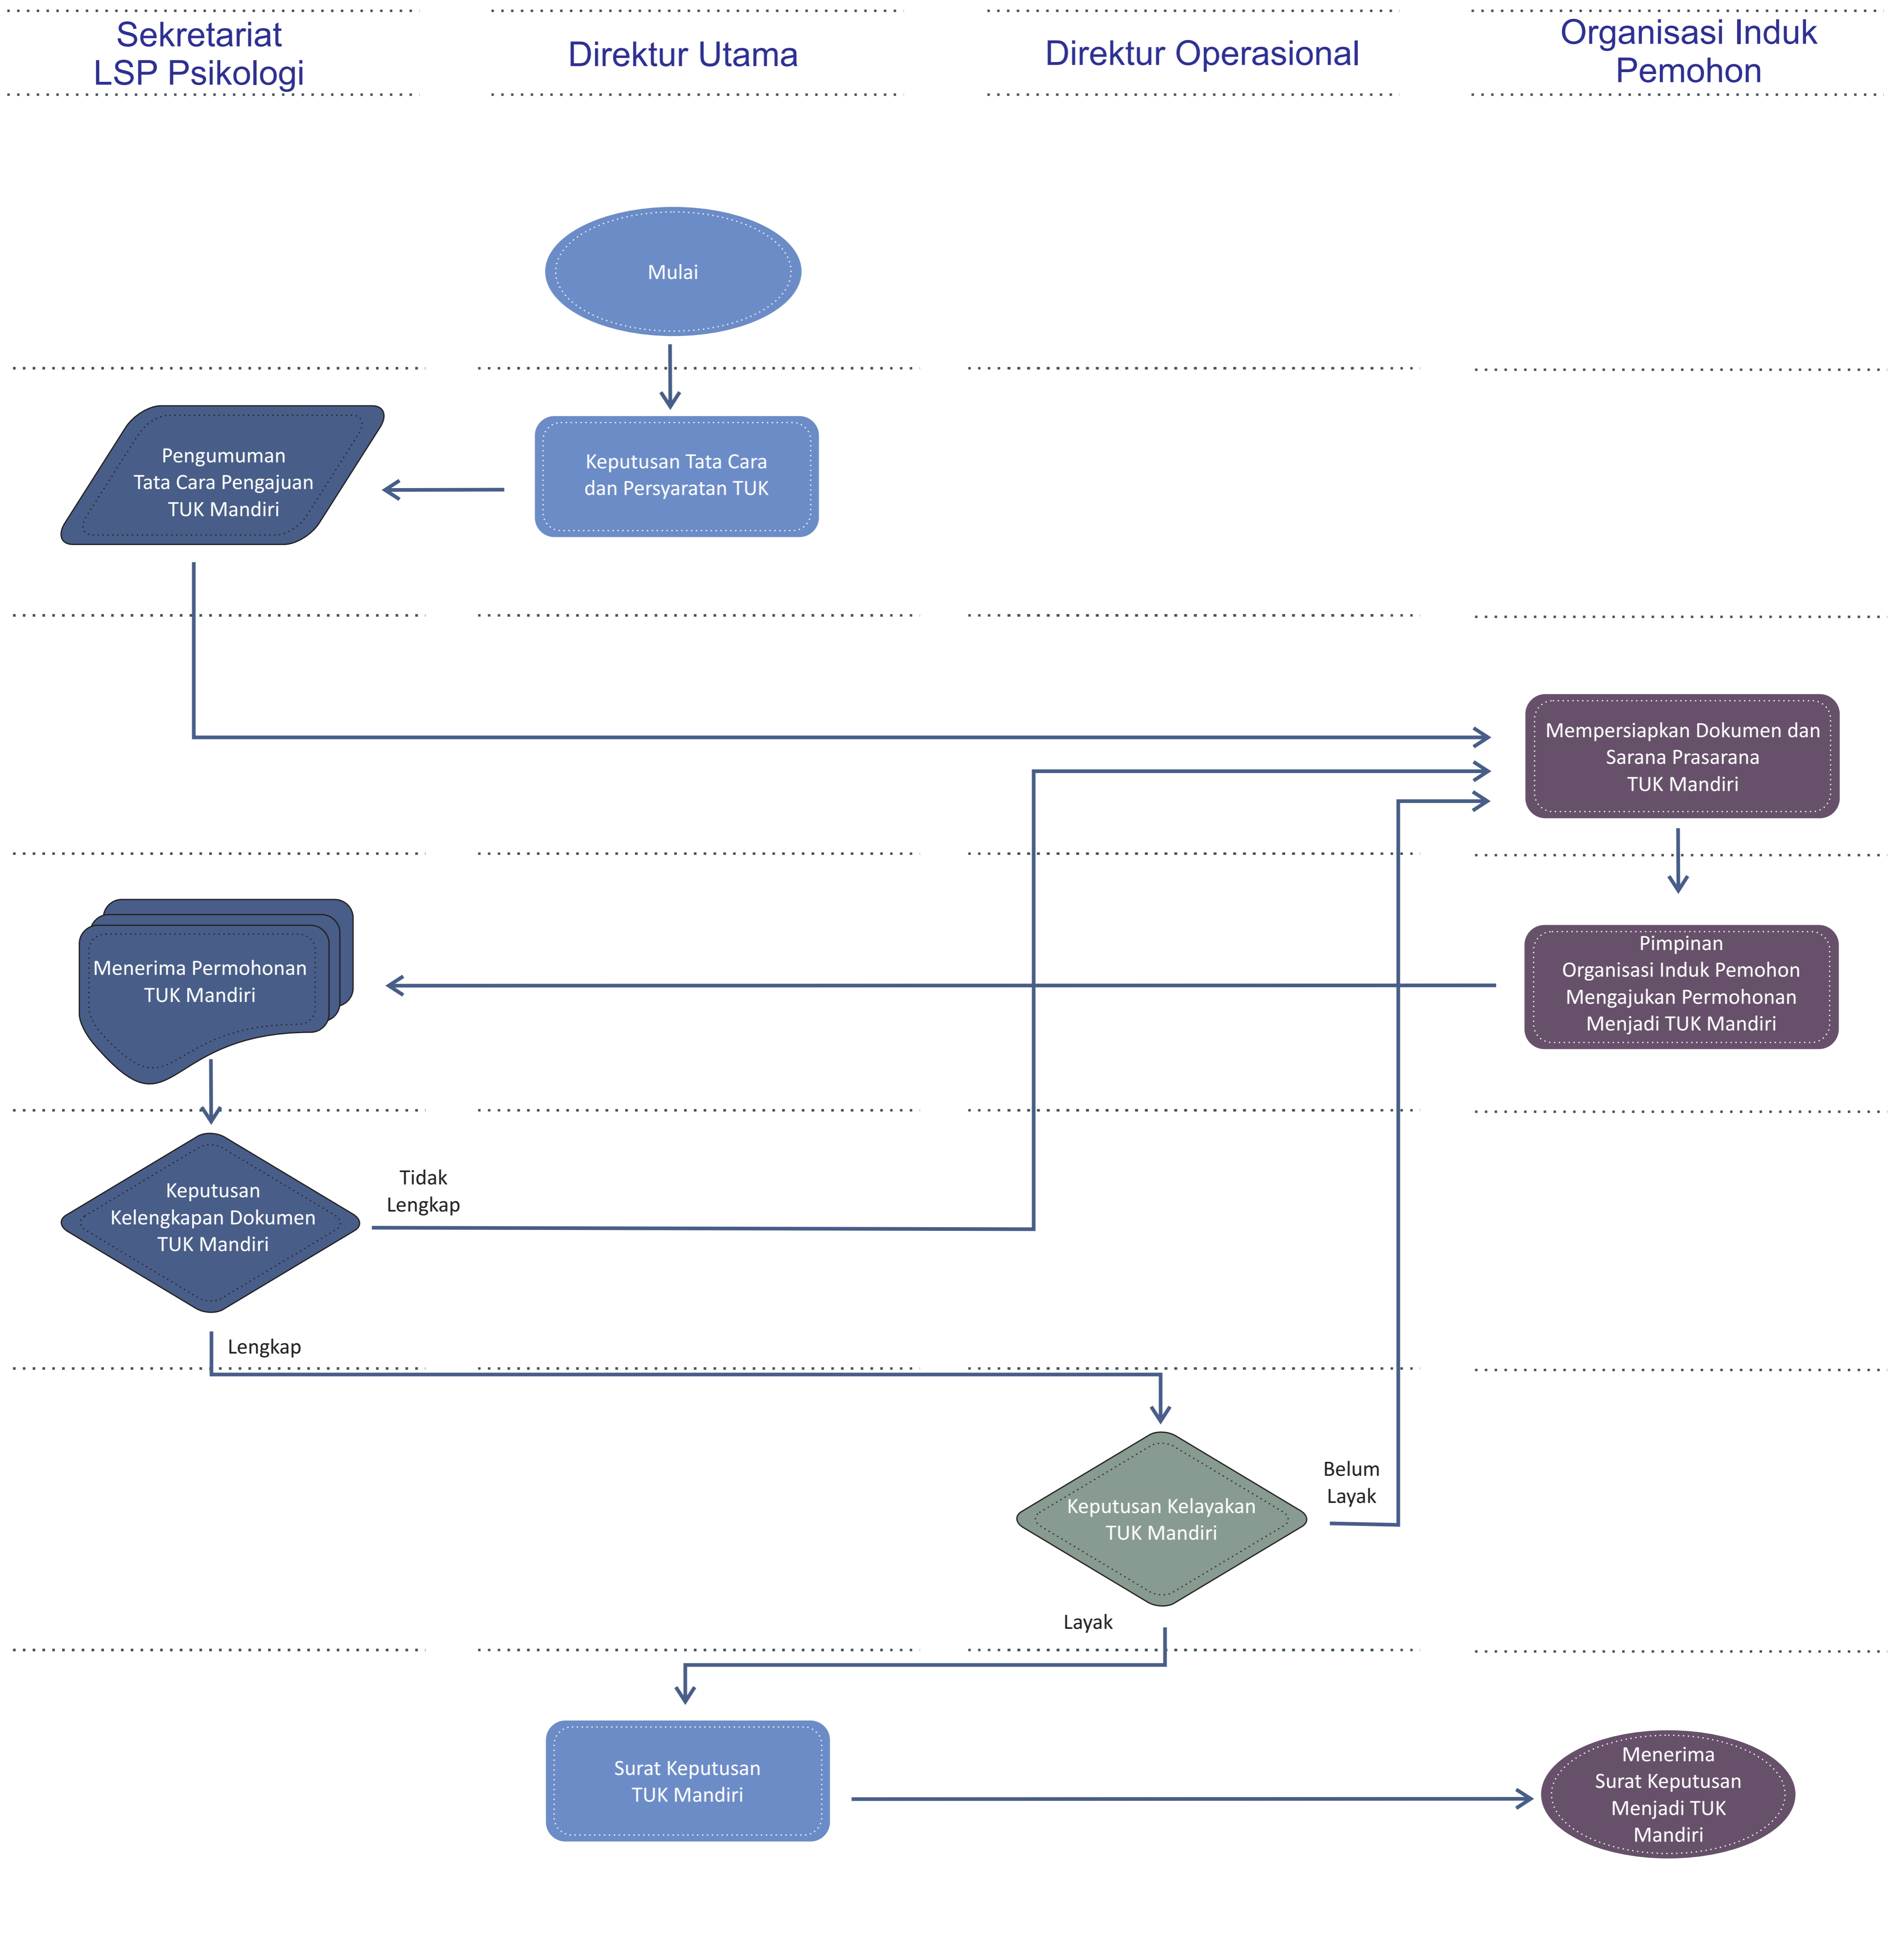 Sekretariat
LSP Psikologi
Direktur Utama
Direktur Operasional
Organisasi Induk
Pemohon
Mulai
Pengumuman
Tata Cara Pengajuan
TUK Mandiri
Keputusan Tata Cara
dan Persyaratan TUK
Mempersiapkan Dokumen dan
Sarana Prasarana
TUK Mandiri
Menerima Permohonan
TUK Mandiri
Pimpinan
Organisasi Induk Pemohon
Mengajukan Permohonan
Menjadi TUK Mandiri
Keputusan
Kelengkapan Dokumen
TUK Mandiri
Tidak
Lengkap
Lengkap
Keputusan Kelayakan
TUK Mandiri
Belum
Layak
Layak
Surat Keputusan
TUK Mandiri
Menerima
Surat Keputusan
Menjadi TUK
Mandiri